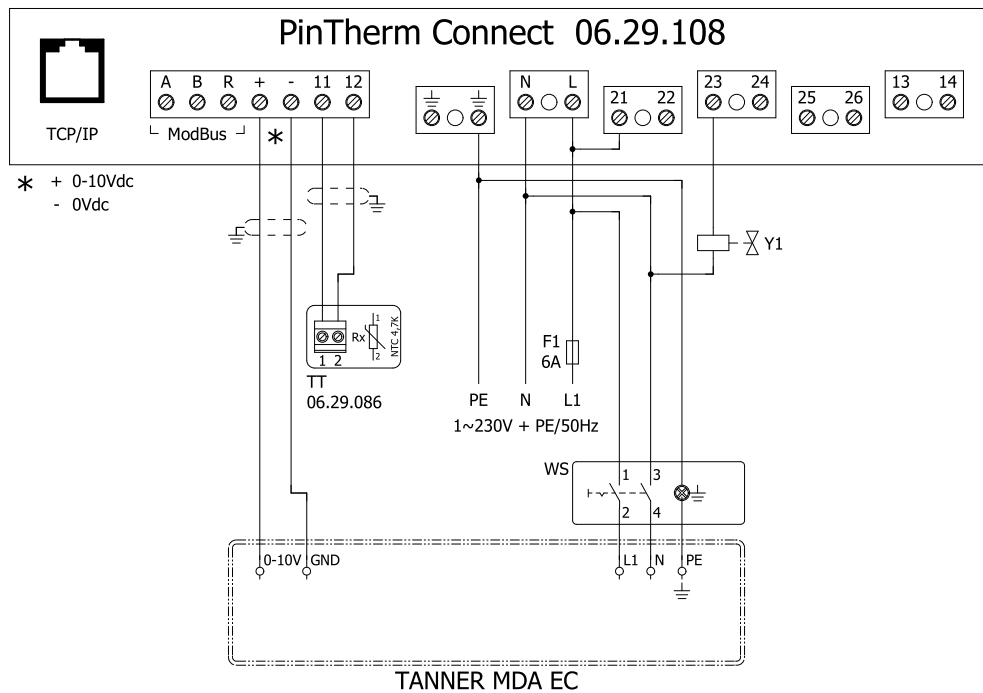 PinTherm Connect 06.29.108
A B R + - 11 12
N L
23 24
13 14
21 22
25 26
TCP/IP
ModBus
*
* + 0-10Vdc
- 0Vdc
Y1
Rx
1
2
NTC 4,7K
1 2
TT
06.29.086
F1
6A
PE N L1
1~230V + PE/50Hz
WS
1 3
2 4
0-10V GND
L1 N PE
TANNER MDA EC